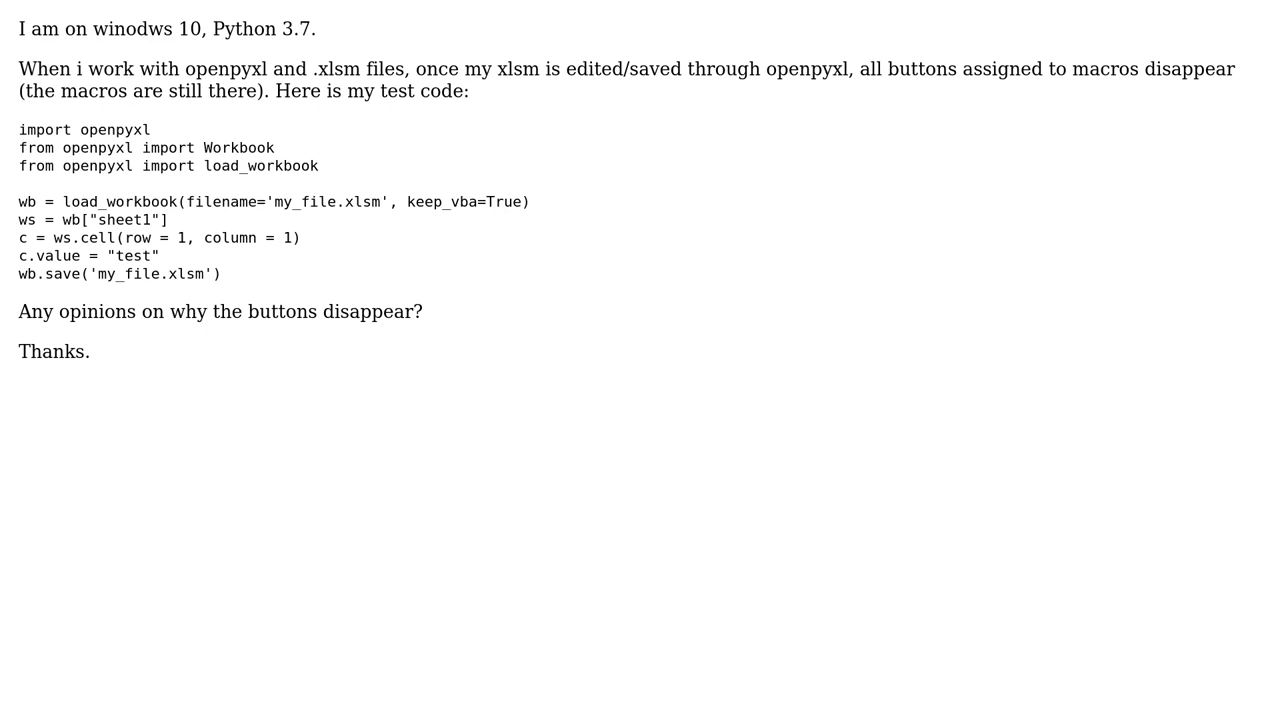 I am on winodws 10, Python 3.7.
When i work with openpyxl and .xlsm files, once my xlsm is edited/saved through openpyxl, all buttons assigned to macros disappear
(the macros are still there). Here is my test code:
import openpyxl
from openpyxl import Workbook
from openpyxl import load_workbook
wb = load_workbook(filename='my_file.xlsm', keep_vba=True)
ws = wb["sheet1"]
c = ws.cell(row = 1, column = 1)
c.value = "test"
wb.save('my_file.xlsm')
Any opinions on why the buttons disappear?
Thanks.